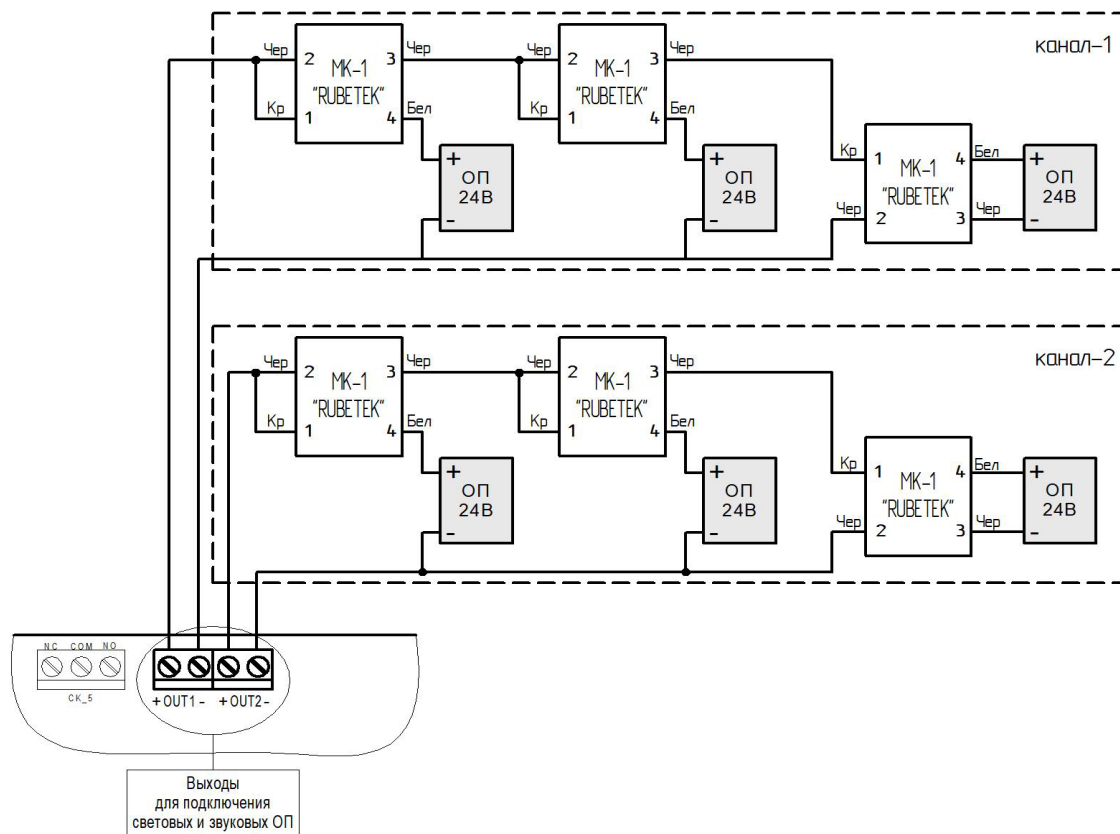 канал-1
Чер 2 3 Чер
МК-1
"RUBETEK"
Кр 1 4 Бел
Чер 2 3 Чер
МК-1
"RUBETEK"
Кр 1 4 Бел
+
ОП
24В
-
+
ОП
24В
-
Кр 1 4 Бел
МК-1
"RUBETEK"
Чер 2 3 Чер
+
ОП
24В
-
канал-2
Чер 2 3 Чер
МК-1
"RUBETEK"
Кр 1 4 Бел
Чер 2 3 Чер
МК-1
"RUBETEK"
Кр 1 4 Бел
+
ОП
24В
-
+
ОП
24В
-
Кр 1 4 Бел
МК-1
"RUBETEK"
Чер 2 3 Чер
+
ОП
24В
-
NC COM NO
СК_5
+ OUT1 - + OUT2 -
Выходы
для подключения
световых и звуковых ОП